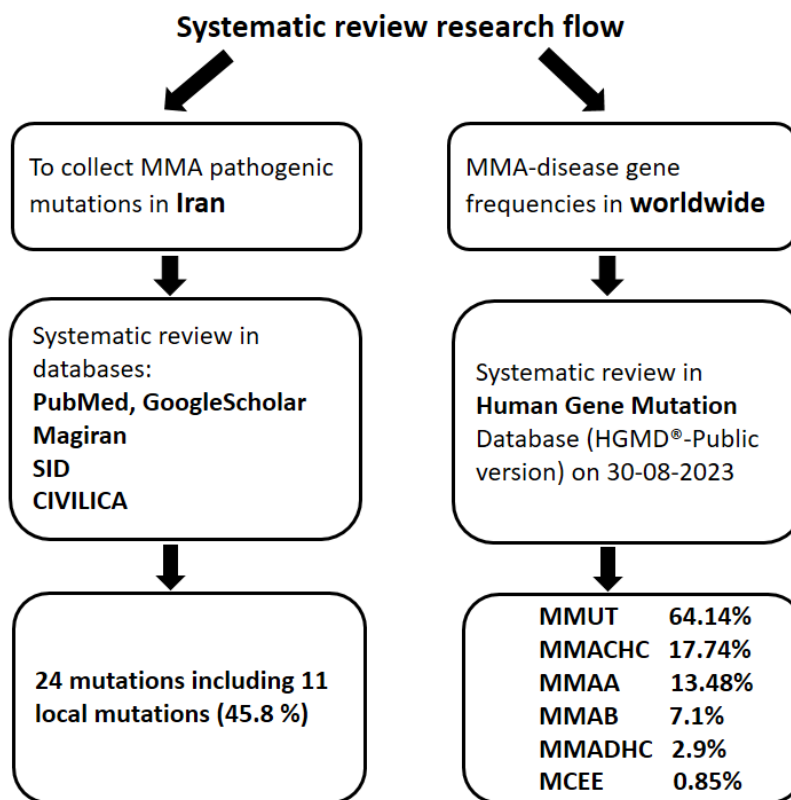 Systematic review research flow
To collect MMA pathogenic
mutations in Iran
Systematic review in
databases:
PubMed, GoogleScholar
Magiran
SID
CIVILICA
24 mutations including 11
local mutations (45.8 %)
MMA-disease gene
frequencies in worldwide
Systematic review in
Human Gene Mutation
Database (HGMD®-Public
version) on 30-08-2023
MMUT 64.14%
MMACHC 17.74%
MMAA 13.48%
MMAB 7.1%
MMADHC 2.9%
MCEE 0.85%